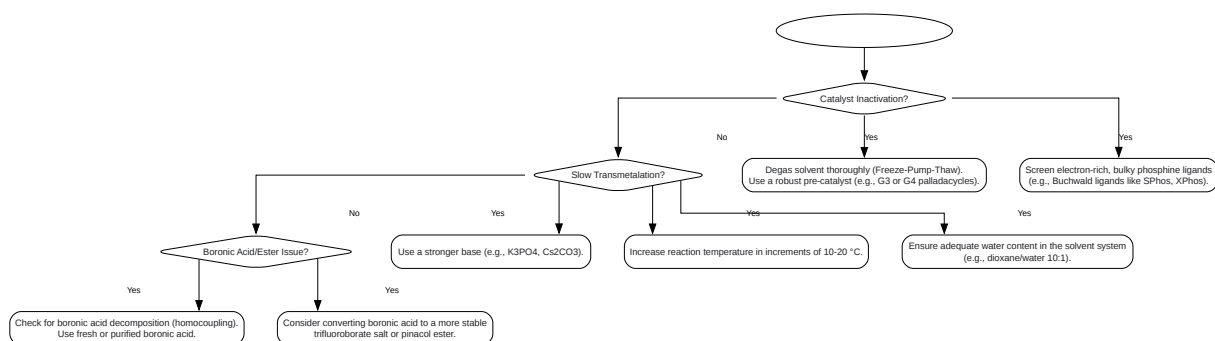 Catalyst Inactivation?
No
Yes
Yes
Degas solvent thoroughly (Freeze-Pump-Thaw).
Use a robust pre-catalyst (e.g., G3 or G4 palladacycles).
Screen electron-rich, bulky phosphine ligands
(e.g., Buchwald ligands like SPhos, XPhos).
Slow Transmetalation?
No
Yes
Yes
Yes
Boronic Acid/Ester Issue?
Use a stronger base (e.g., K3PO4, Cs2CO3).
Increase reaction temperature in increments of 10-20 °C.
Ensure adequate water content in the solvent system
(e.g., dioxane/water 10:1).
Yes
Yes
Check for boronic acid decomposition (homocoupling).
Use fresh or purified boronic acid.
Consider converting boronic acid to a more stable
trifluoroborate salt or pinacol ester.